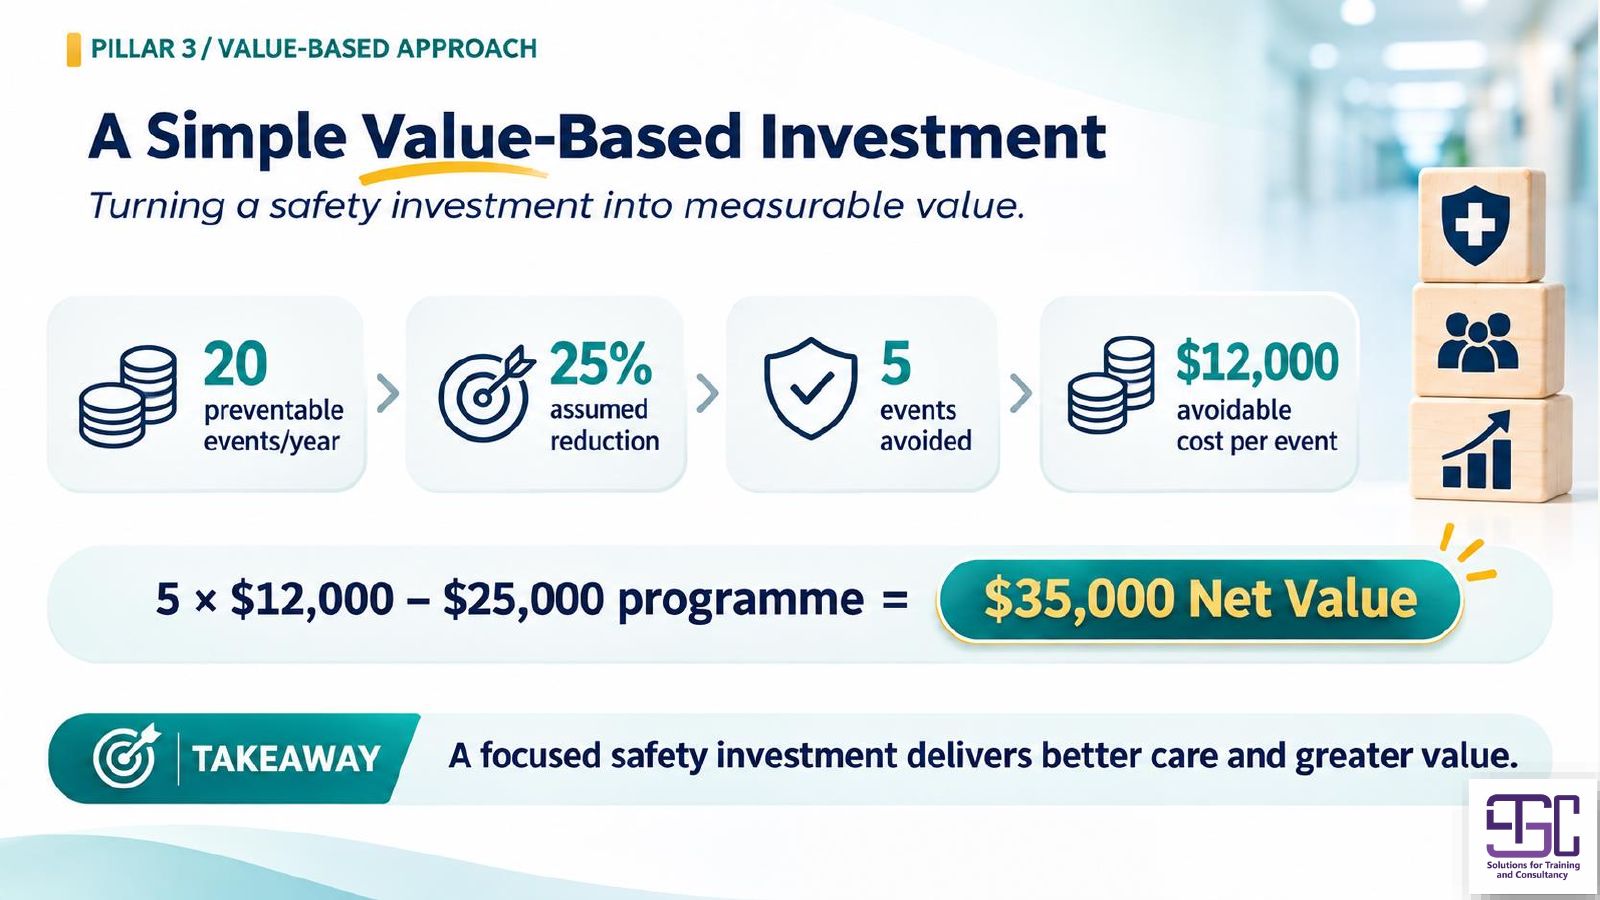 PILLAR 3 / VALUE-BASED APPROACH
A Simple Value-Based Investment
Turning a safety investment into measurable value.
20
preventable
events/year
25%
assumed
reduction
5
events
avoided
$12,000
avoidable
cost per event
5 × $12,000 – $25,000 programme = $35,000 Net Value
TAKEAWAY
A focused safety investment delivers better care and greater value.
STSC
Solutions for Training
and Consultancy